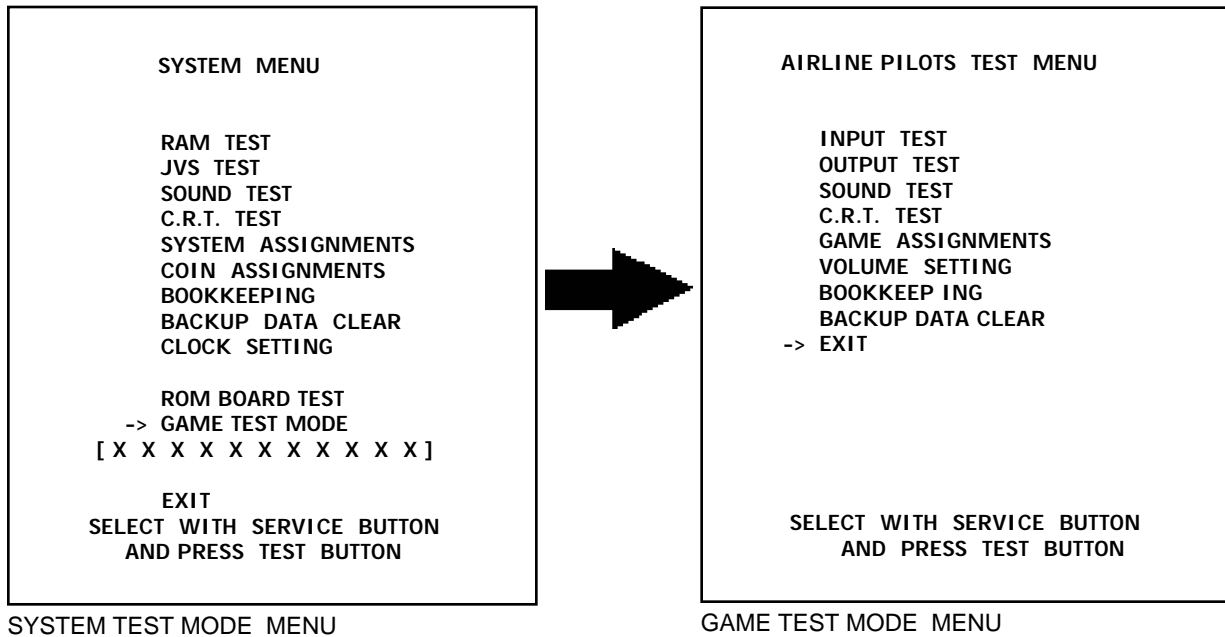 SYSTEM MENU
RAM TEST
JVS TEST
SOUND TEST
C.R.T. TEST
SYSTEM ASSIGNMENTS
COIN ASSIGNMENTS
BOOKKEEPING
BACKUP DATA CLEAR
CLOCK SETTING
ROM BOARD TEST
-> GAME TEST MODE
[ X X X X X X X X X X X ]
EXIT
SELECT WITH SERVICE BUTTON
AND PRESS TEST BUTTON
SYSTEM TEST MODE MENU
AIRLINE PILOTS TEST MENU
INPUT TEST
OUTPUT TEST
SOUND TEST
C.R.T. TEST
GAME ASSIGNMENTS
VOLUME SETTING
BOOKKEEP ING
BACKUP DATA CLEAR
-> EXIT
SELECT WITH SERVICE BUTTON
AND PRESS TEST BUTTON
GAME TEST MODE MENU